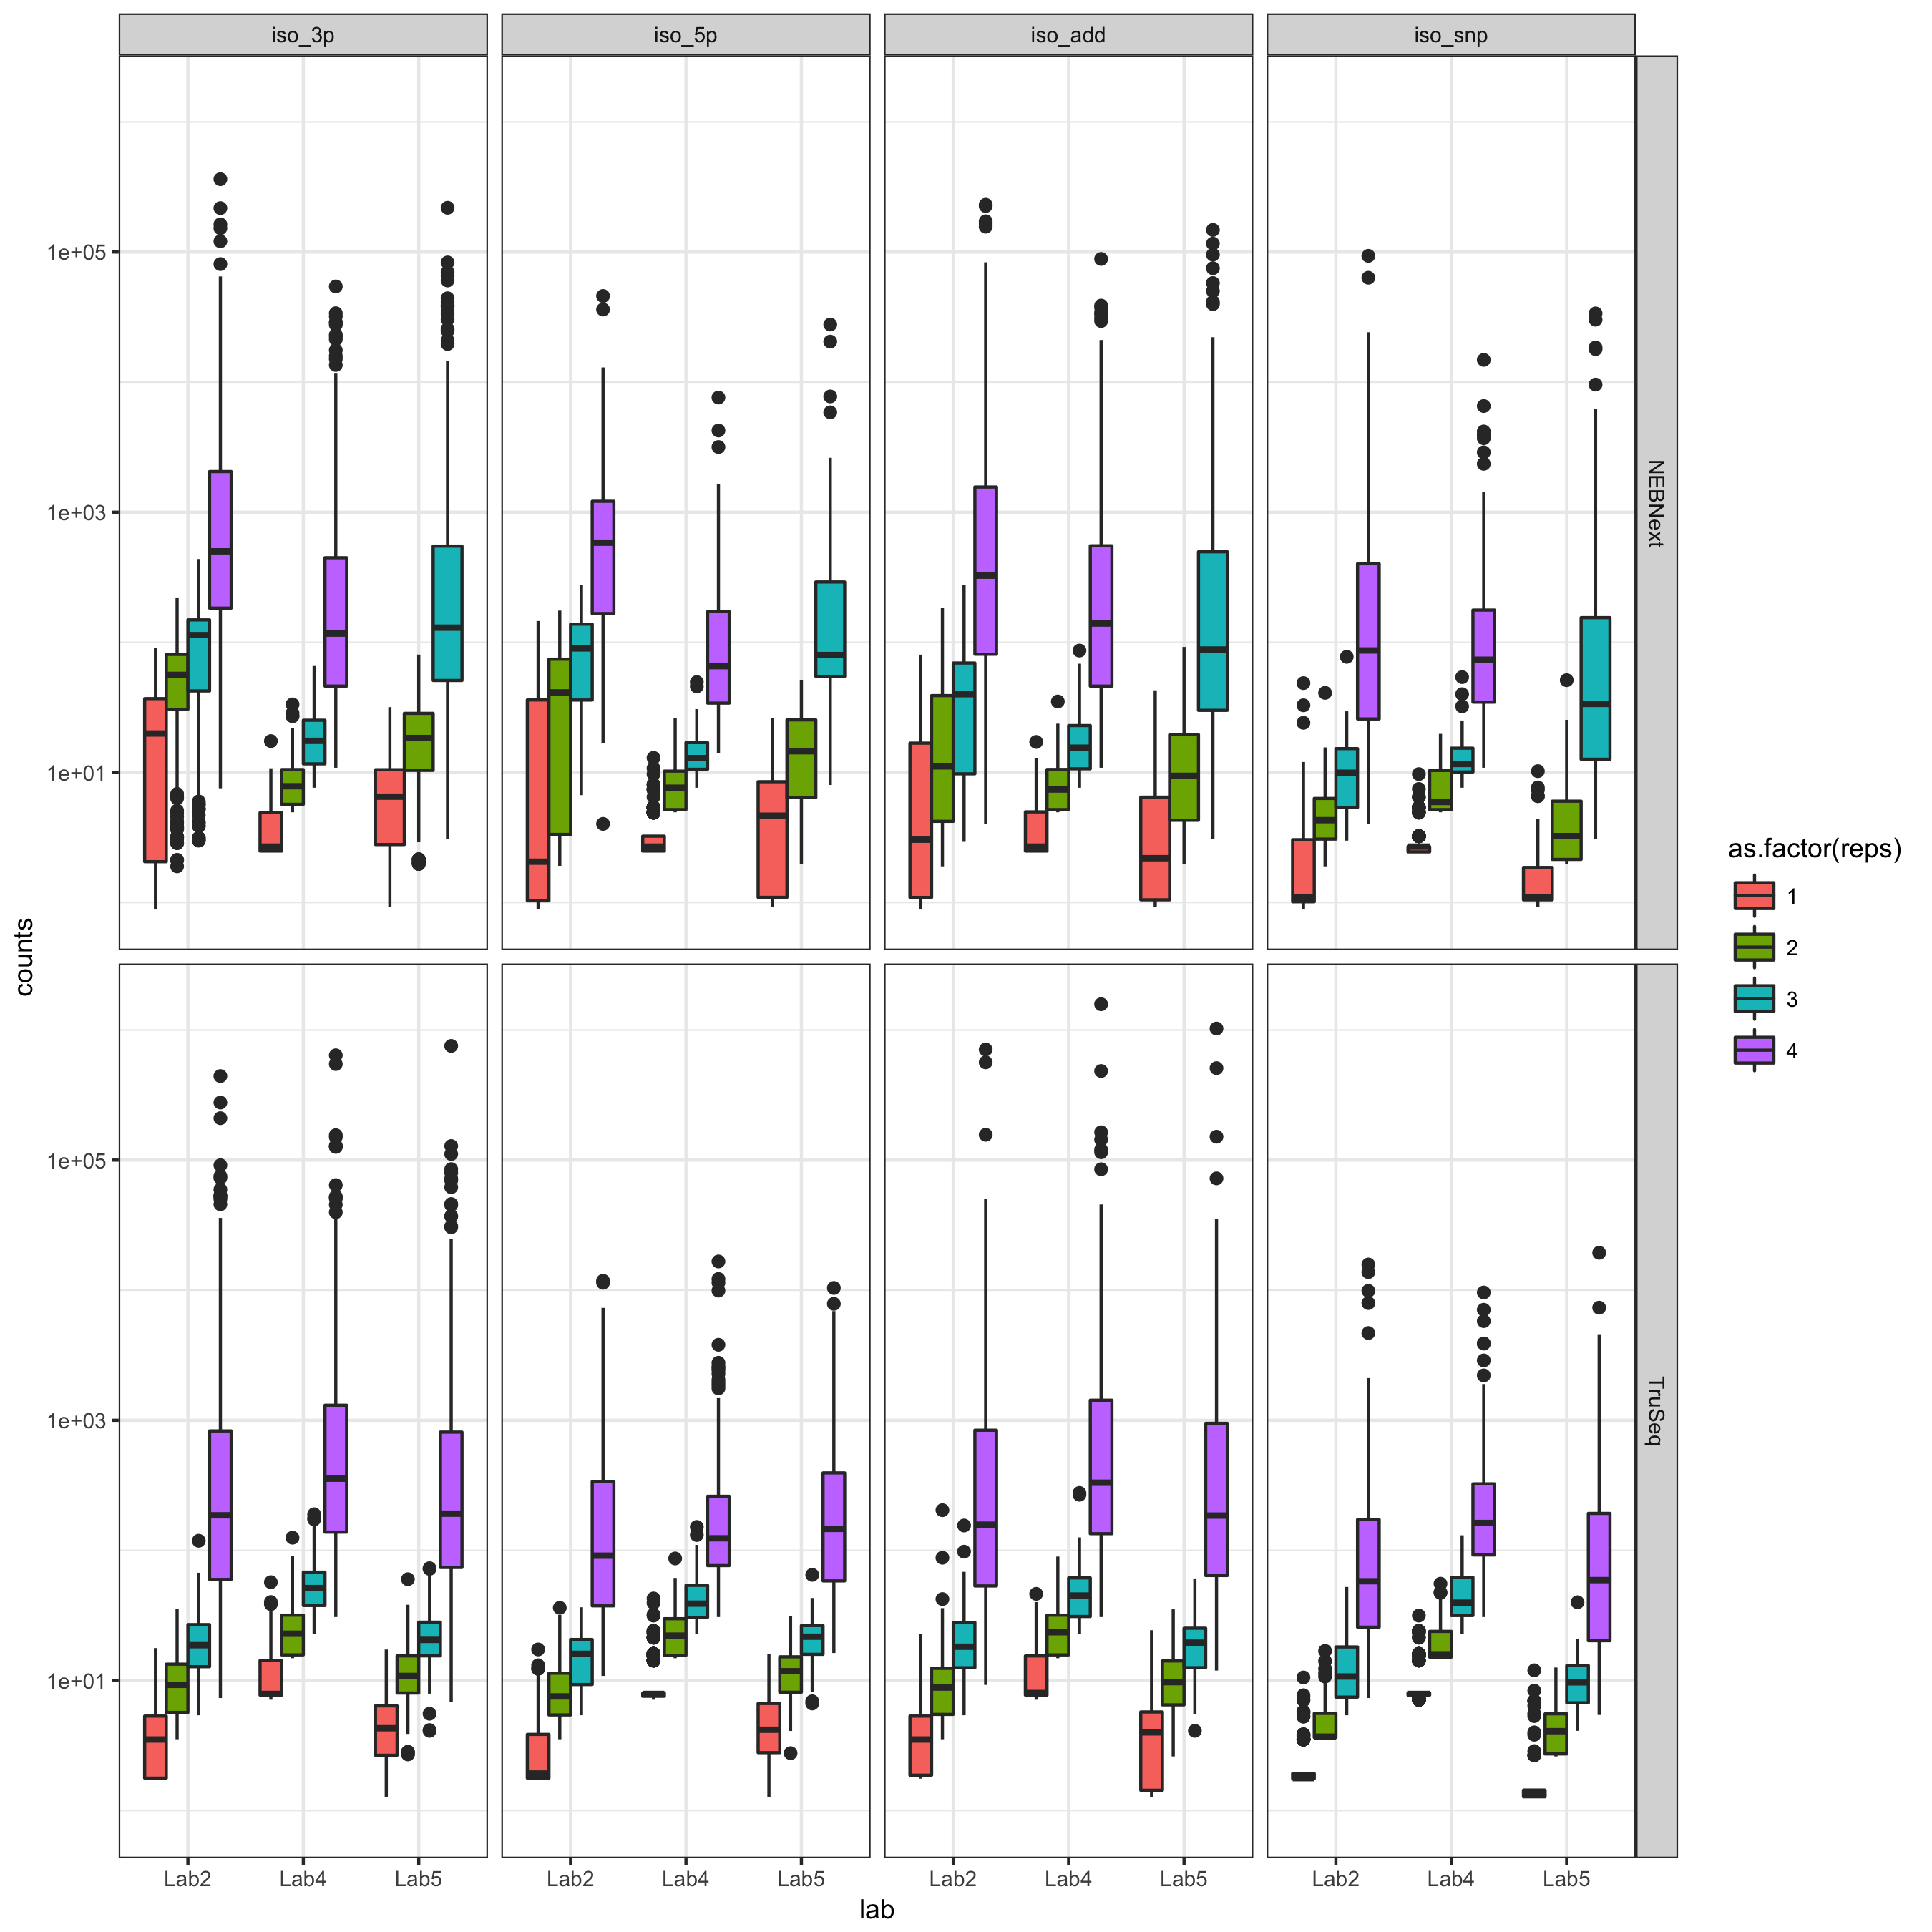 iso_3p
iso_5p
iso_add
iso_snp
1e+05
1e+03
1e+01
NEBNext
1e+05
1e+03
1e+01
TruSeq
counts
Lab2
Lab4
Lab5
Lab2
Lab4
Lab5
Lab2
Lab4
Lab5
Lab2
Lab4
Lab5
lab
as.factor(reps)
1
2
3
4